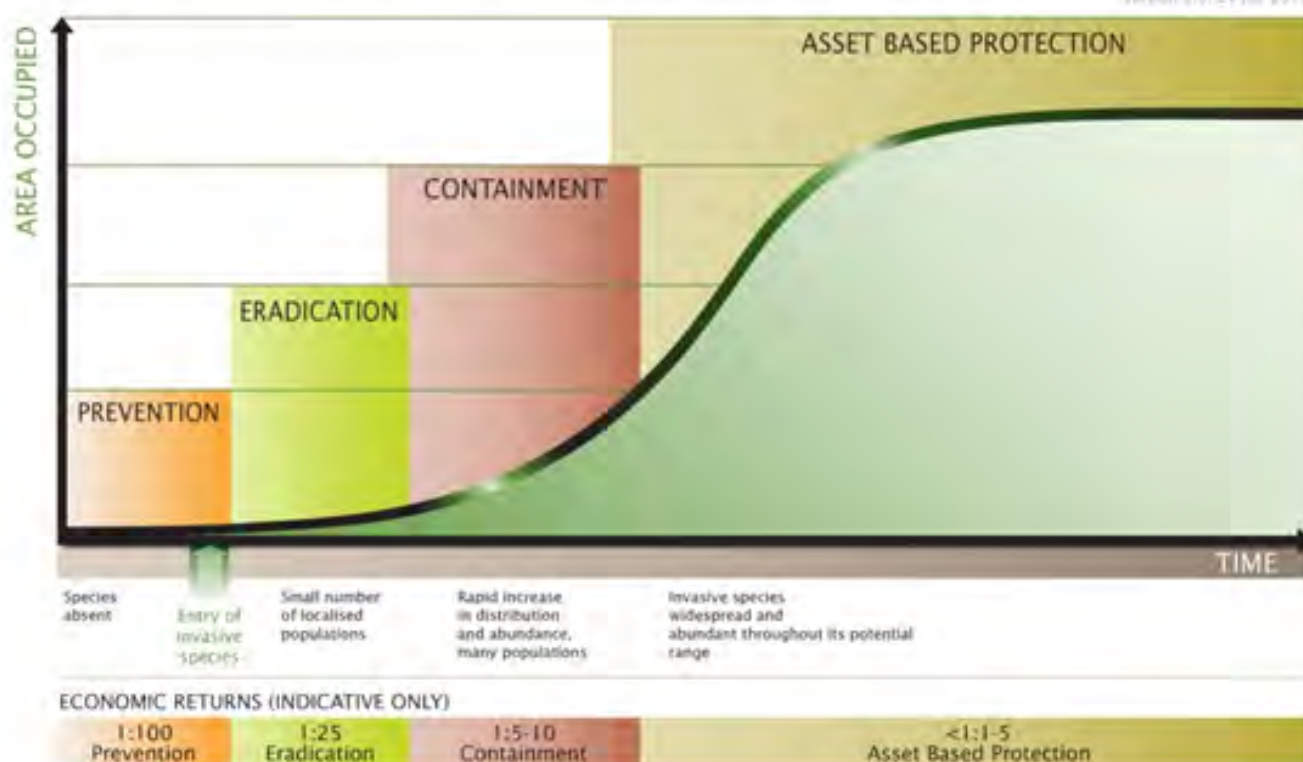 AREA OCCUPIED
ASSET BASED PROTECTION
CONTAINMENT
ERADICATION
PREVENTION
TIME
Species
absent
Entry of
invasive
species
Small number
of localised
populations
Rapid increase
in distribution
and abundance,
many populations
Invasive species
widespread and
abundant throughout its potential
range
ECONOMIC RETURNS (INDICATIVE ONLY)
1:100
Prevention
1:25
Eradication
1:5-10
Containment
<1:1-5
Asset Based Protection